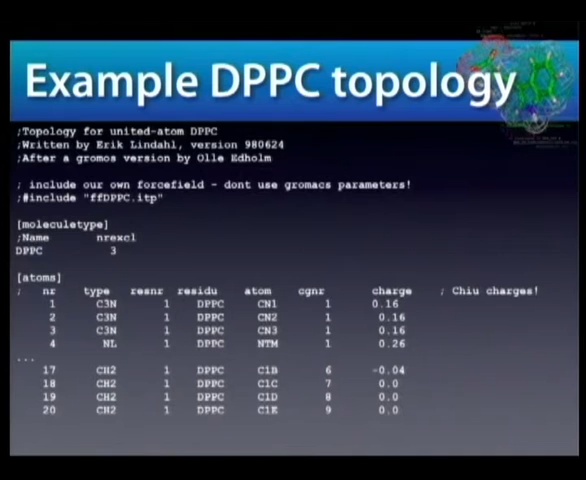 Example DPPC topology
;Topology for united-atom DPPC
;Written by Erik Lindahl, version 980624
;After a gromos version by Olle Edholm
; include our own forcefield - dont use gromacs parameters!
;#include "ffDPPC.itp"
[moleculetype]
;Name nrexcl
DPPC 3
[atoms]
; nr type resnr residu atom cgnr charge ; Chiu charges!
1 C3N 1 DPPC CN1 1 0.16
2 C3N 1 DPPC CN2 1 0.16
3 C3N 1 DPPC CN3 1 0.16
4 NL 1 DPPC NTM 1 0.26
...
17 CH2 1 DPPC C1B 6 -0.04
18 CH2 1 DPPC C1C 7 0.0
19 CH2 1 DPPC C1D 8 0.0
20 CH2 1 DPPC C1E 9 0.0